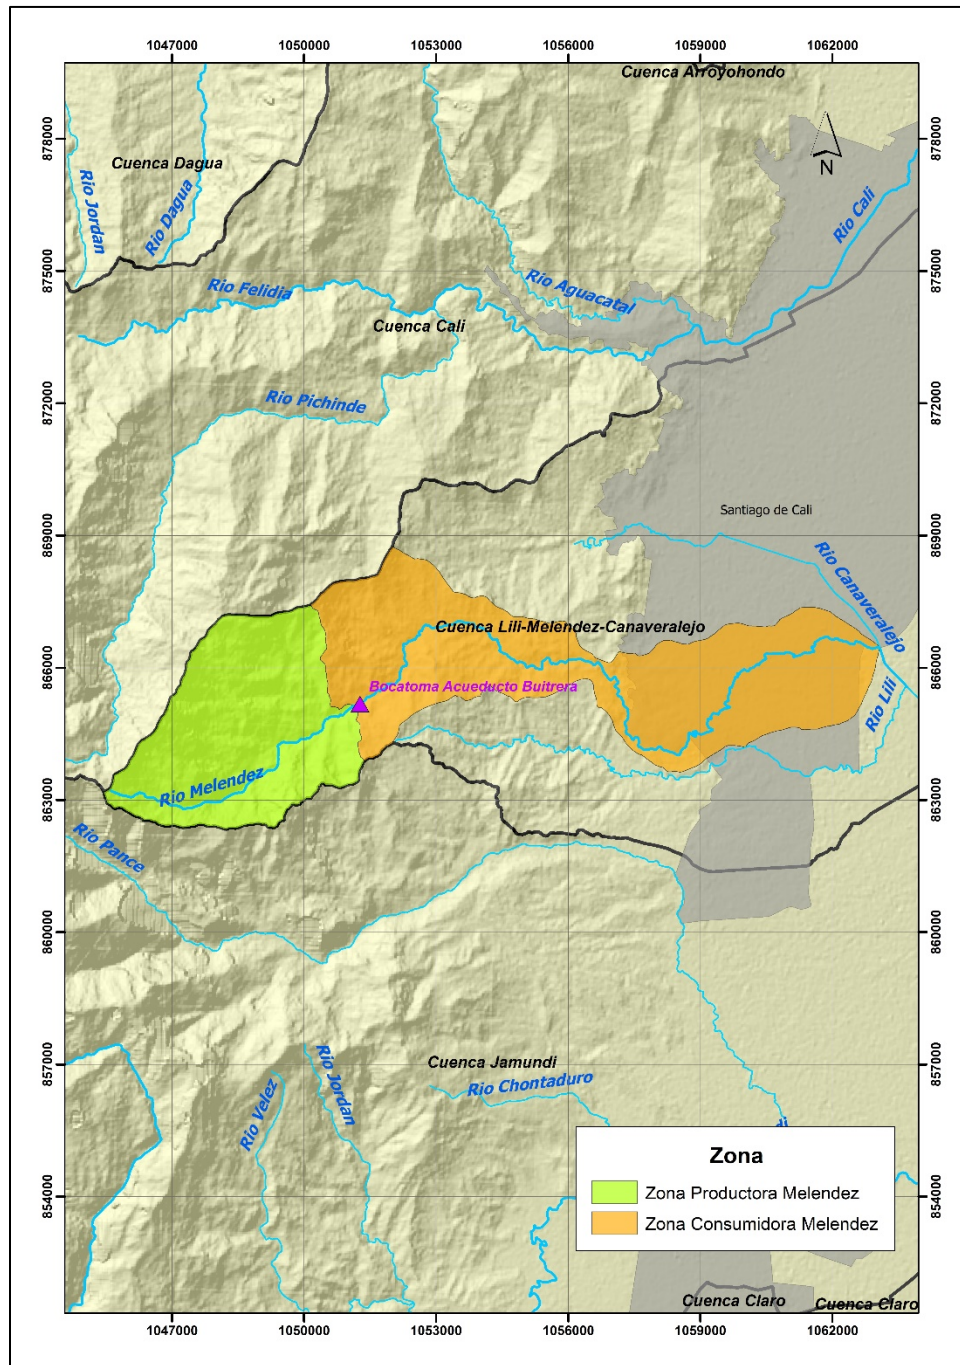 1047000 1050000 1053000 1056000 1059000 1062000
Cuenca Arroyohondo
878000 878000
Cuenca Dagua
N
Rio Jordan
Rio Dagua
Rio Cali
875000 875000
Rio Felidia
Rio Aguacatal
Cuenca Cali
872000 872000
Rio Pichinde
Santiago de Cali
869000 869000
Rio Canaveralejo
Cuenca Lili-Melendez-Canaveralejo
866000 866000
Bocatoma Acueducto Buitrera
Rio Lili
Rio Melendez
863000 863000
Rio Pance
860000 860000
857000 857000
Cuenca Jamundi
Rio Jordan
Rio Chontaduro
Rio Velez
Zona
Zona Productora Melendez
Zona Consumidora Melendez
854000 854000
Cuenca Claro
Cuenca Claro
1047000 1050000 1053000 1056000 1059000 1062000